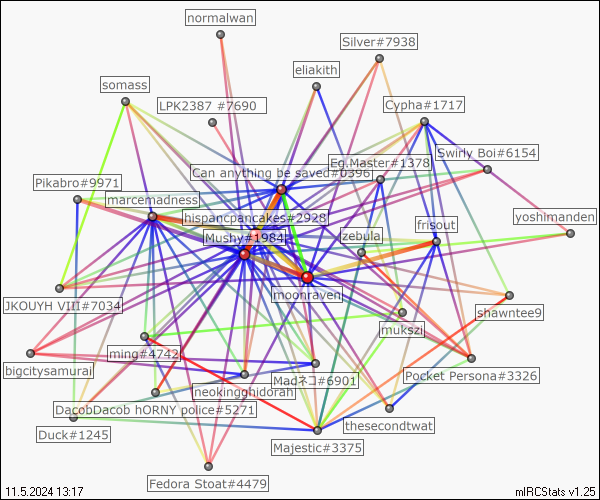 normalwan
Silver#7938
eliakith
somass
LPK2387 #7690
Cypha#1717
Swirly Boi#6154
Eg.Master#1378
Can anything be saved#0396
Pikabro#9971
marcemadness
hispancpancakes#2928
yoshimanden
frisout
Mushy#1984
zebula
moonraven
JKOUYH VIII#7034
shawntee9
mukszi
ming#4742
bigcitysamurai
Pocket Persona#3326
Madネコ#6901
neokingghidorah
DacobDacob hORNY police#5271
thesecondtwat
Duck#1245
Majestic#3375
Fedora Stoat#4479
11.5.2024 13:17
mIRCStats v1.25